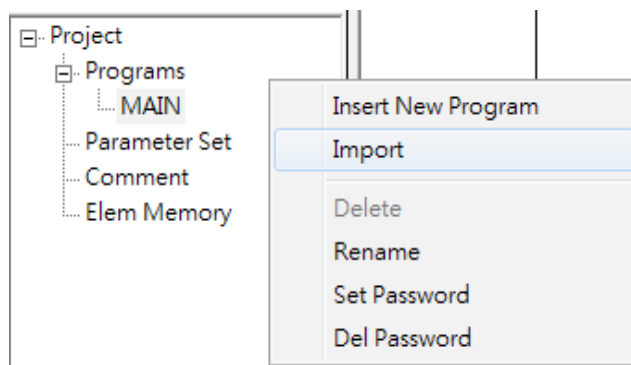 Project
Programs
MAIN
Parameter Set
Comment
Elem Memory
Insert New Program
Import
Delete
Rename
Set Password
Del Password